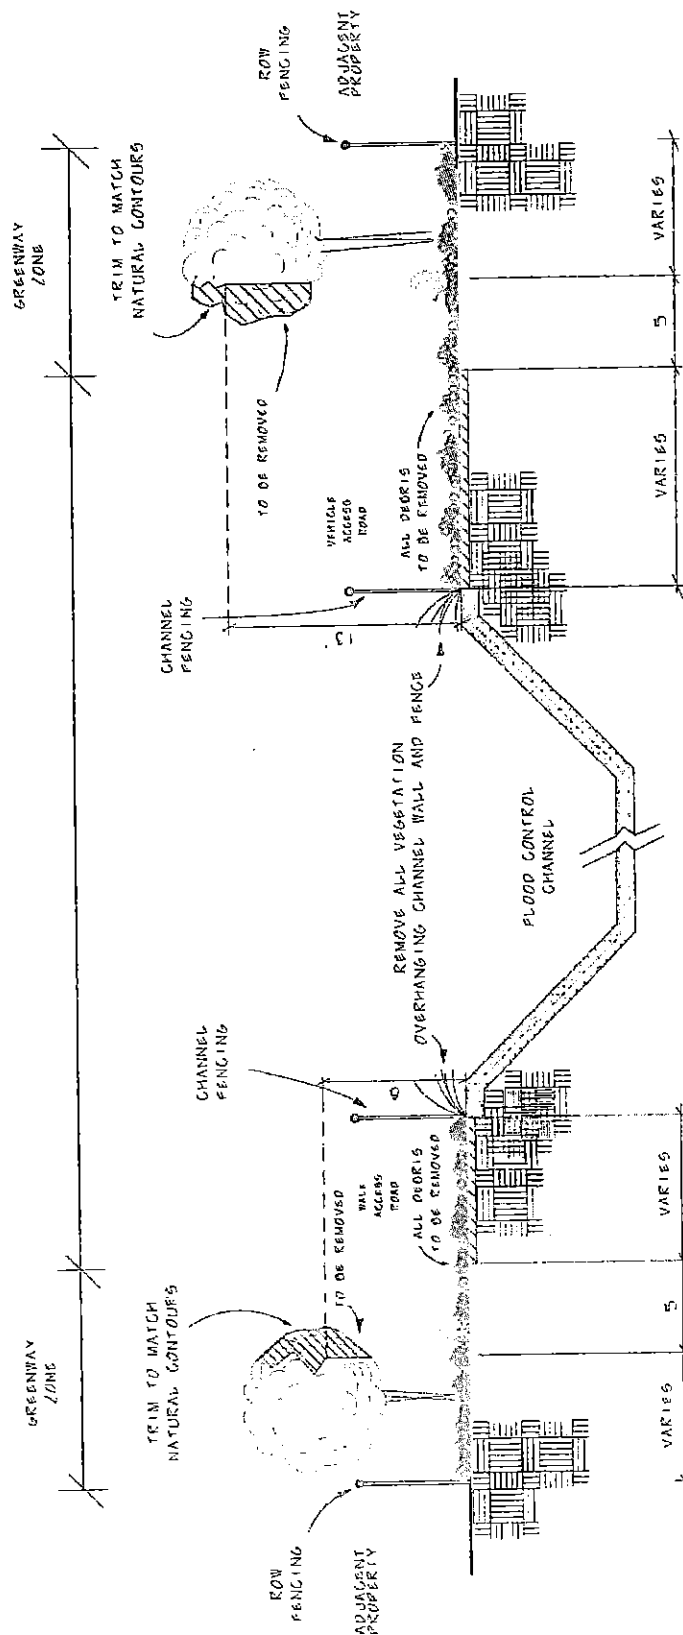 GREENWAY
ZONE
GREENWAY
ZONE
TRIM TO MATCH
NATURAL CONTOURS
TO BE REMOVED
CHANNEL
FENCING
CHANNEL
FENCING
TRIM TO MATCH
NATURAL CONTOURS
TO BE REMOVED
ROW
FENCING
ADJACENT
PROPERTY
WALK
ACCESS
ROAD
ALL DEBRIS
TO BE REMOVED
REMOVE ALL VEGETATION
OVERHANGING CHANNEL WALL AND FENCE
13'
VEHICLE
ACCESS
ROAD
ALL DEBRIS
TO BE REMOVED
ROW
FENCING
ADJACENT
PROPERTY
FLOOD CONTROL
CHANNEL
VARIES
5
VARIES
VARIES
5
VARIES